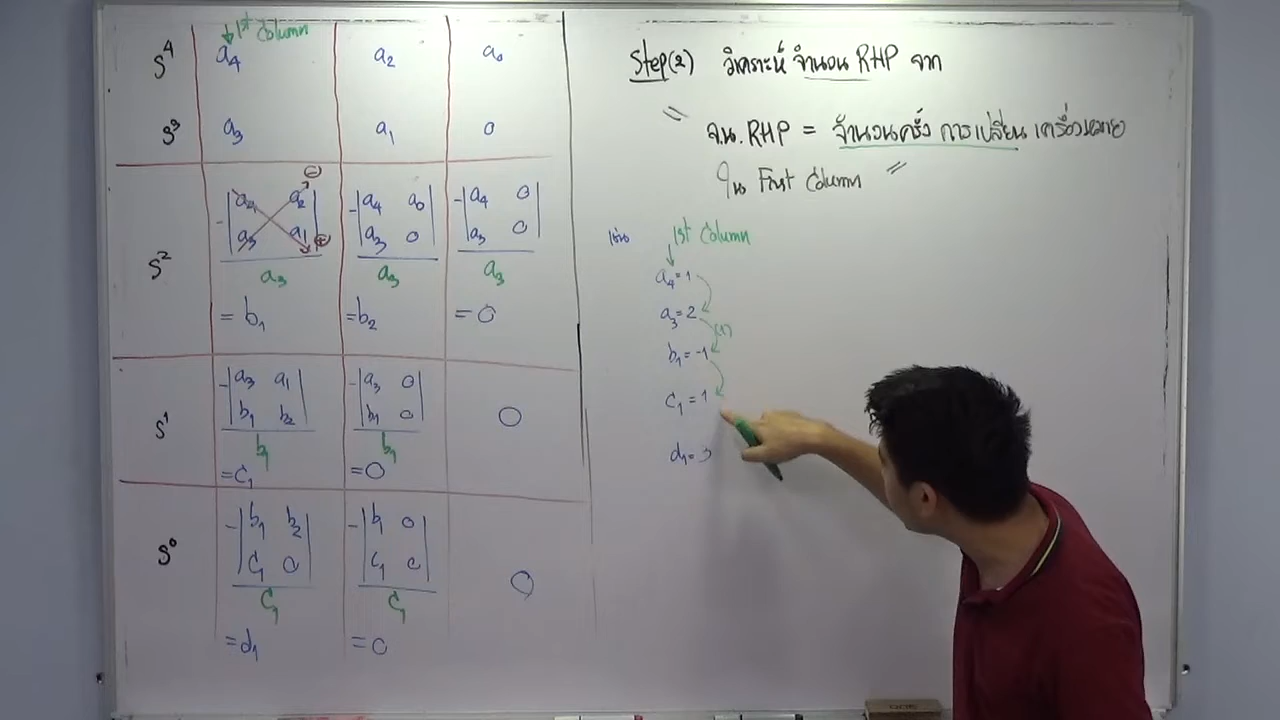 1st Column
S⁴ a₄ a₂ a₀
S³ a₃ a₁ 0
S² -|a₄ a₂| -|a₄ a₀| -|a₄ 0|
|a₃ a₁| |a₃ 0| |a₃ 0|
a₃ a₃ a₃
= b₁ = b₂ = 0
S¹ -|a₃ a₁| -|a₃ 0| 0
|b₁ b₂| |b₁ 0|
b₁ b₁
= C₁ = 0
S⁰ -|b₁ b₂| -|b₁ 0| 0
|C₁ 0| |C₁ 0|
C₁ C₁
= d₁ = 0
Step(2) วิเคราะห์ จำนวน RHP จาก
" จ.น. RHP = จำนวนครั้ง การเปลี่ยน เครื่องหมาย
ใน First Column "
เช่น 1st Column
a₄ = 1
a₃ = 2
(1)
b₁ = -1
C₁ = 1
d₁ = 3